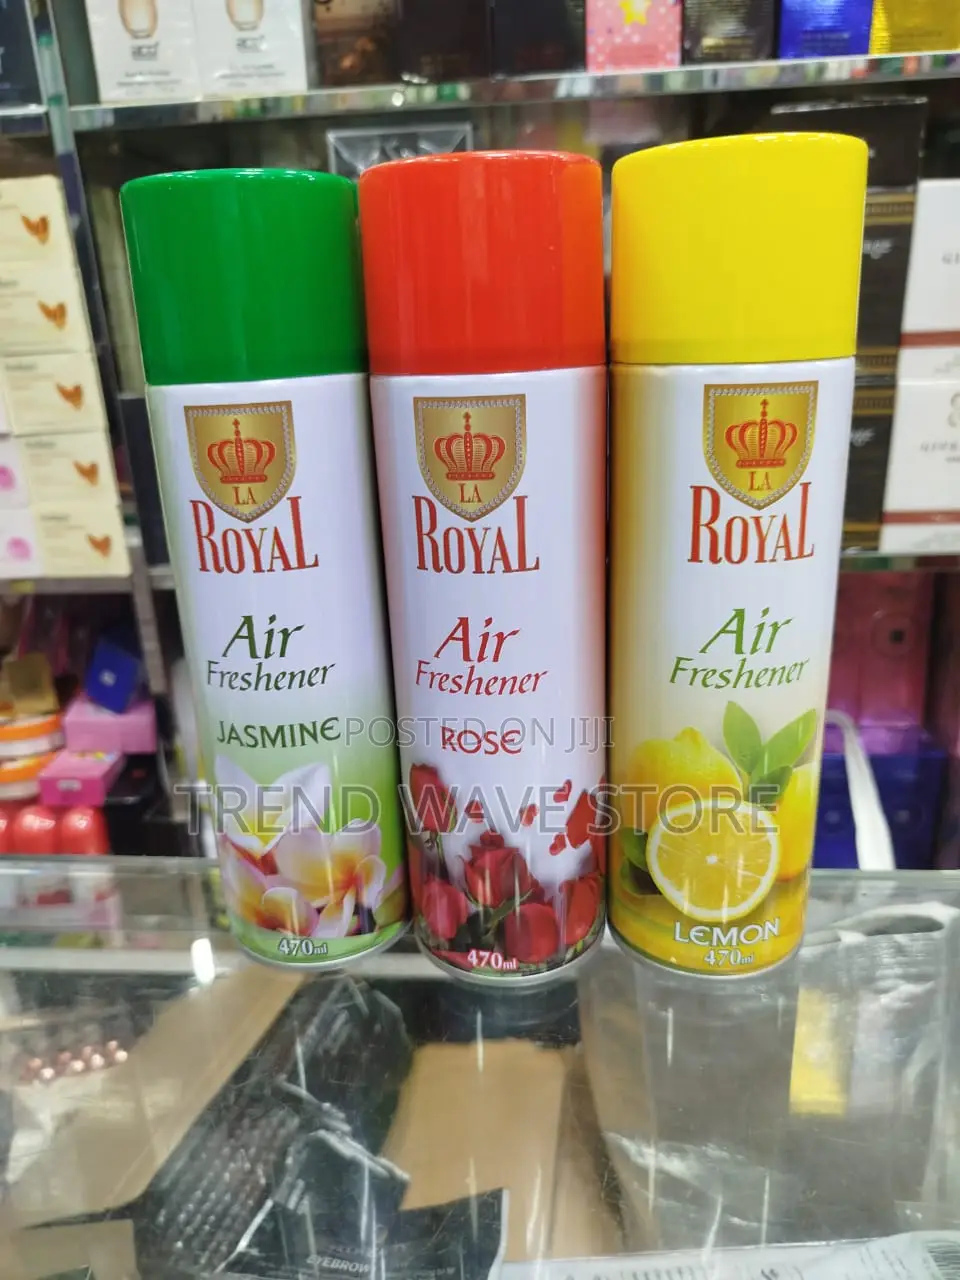 LA
ROYAL
Air
Freshener
JASMINE
470ml
LA
ROYAL
Air
Freshener
ROSE
470ml
LA
ROYAL
Air
Freshener
LEMON
470ml
POSTED ON JIJI
TREND WAVE STORE
EYEBROW